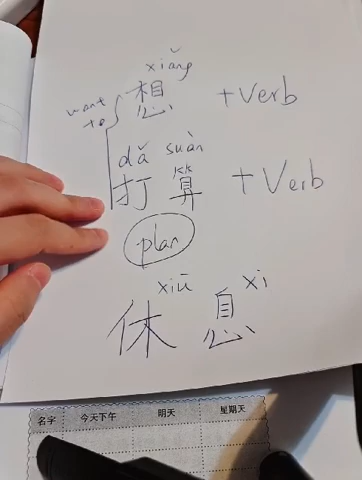 xiǎng
want to 想 +Verb
dǎ suàn
打 算 +Verb
plan
xiū xi
休 息
名字 今天下午 明天 星期天